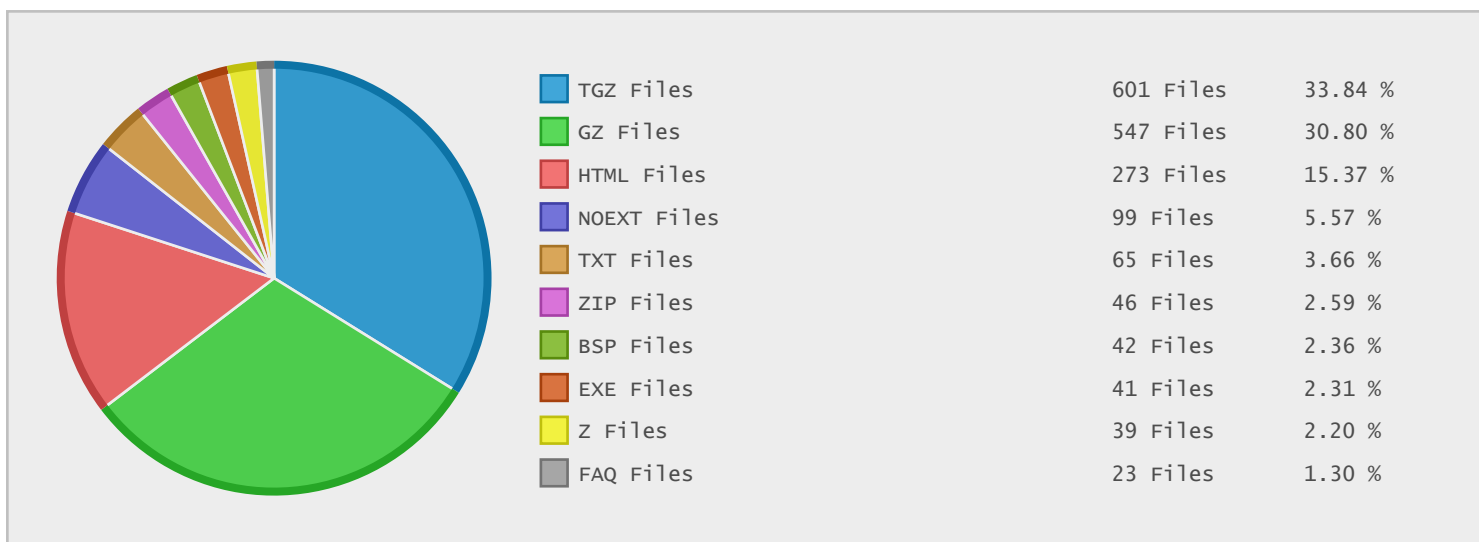 TGZ Files 601 Files 33.84 %
GZ Files 547 Files 30.80 %
HTML Files 273 Files 15.37 %
NOEXT Files 99 Files 5.57 %
TXT Files 65 Files 3.66 %
ZIP Files 46 Files 2.59 %
BSP Files 42 Files 2.36 %
EXE Files 41 Files 2.31 %
Z Files 39 Files 2.20 %
FAQ Files 23 Files 1.30 %